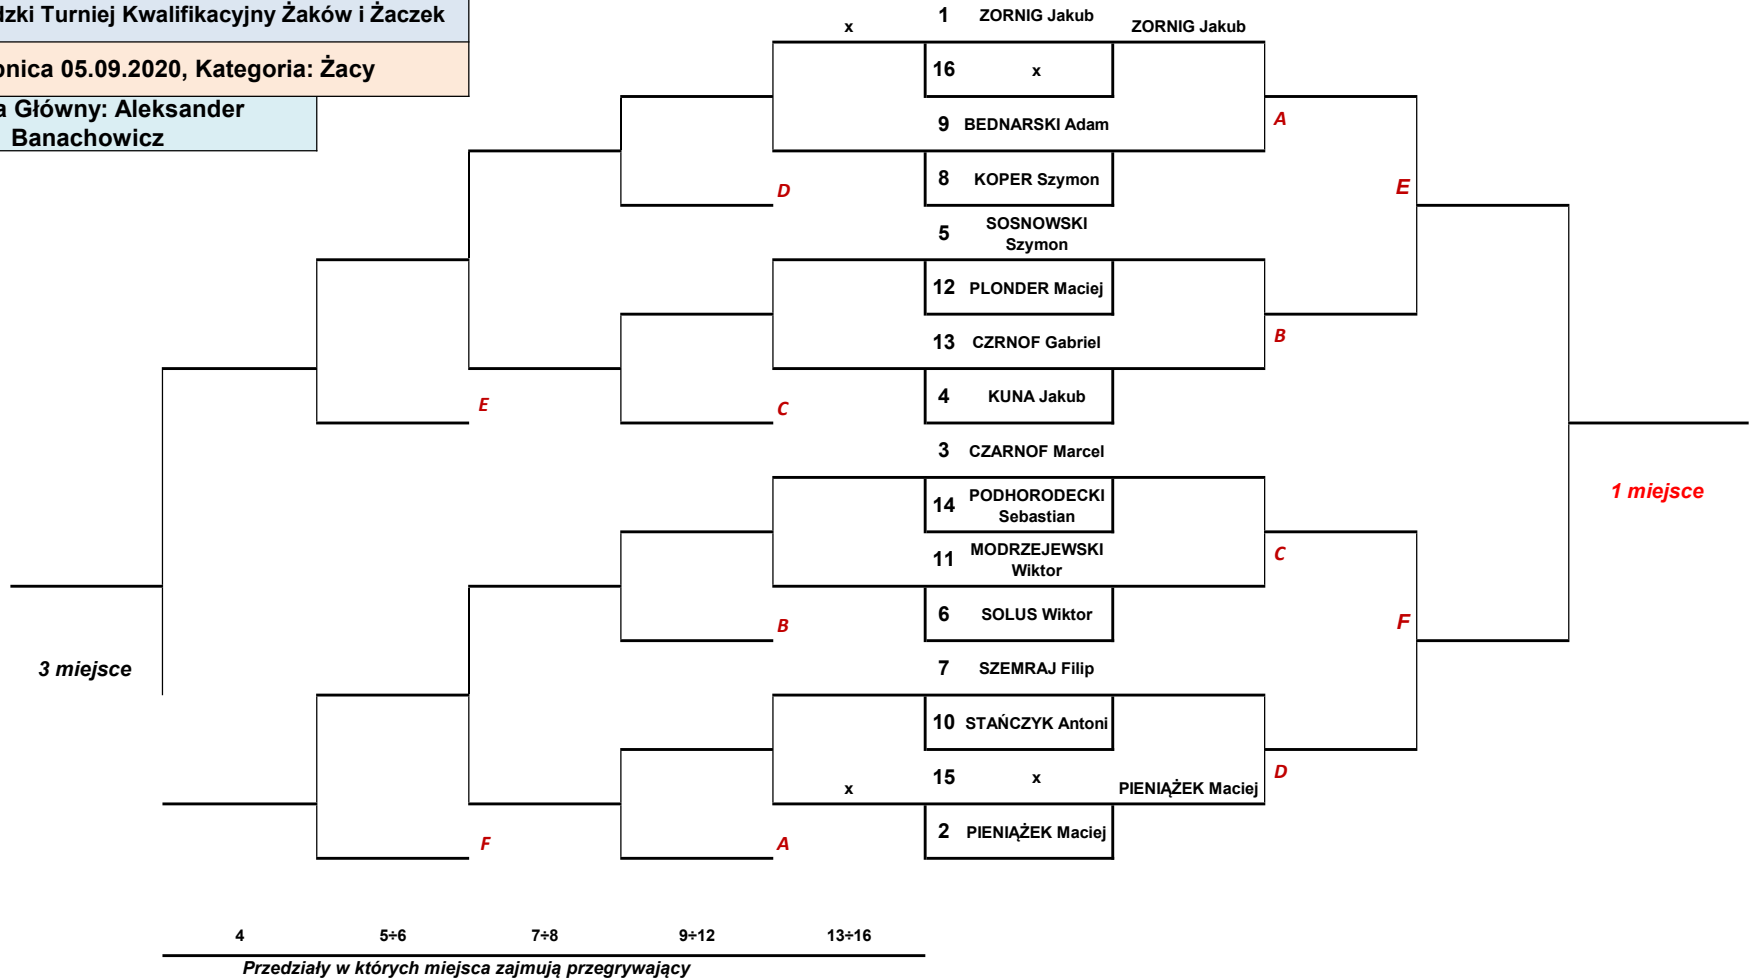 dzki Turniej Kwalifikacyjny Żaków i Żaczek
onica 05.09.2020, Kategoria: Żacy
a Główny: Aleksander
Banachowicz
1 ZORNIG Jakub
x ZORNIG Jakub
16 x
9 BEDNARSKI Adam
A
8 KOPER Szymon
D
E
5 SOSNOWSKI
Szymon
12 PLONDER Maciej
13 CZRNOF Gabriel
B
4 KUNA Jakub
E
C
3 CZARNOF Marcel
1 miejsce
14 PODHORODECKI
Sebastian
11 MODRZEJEWSKI
Wiktor
C
6 SOLUS Wiktor
B
F
3 miejsce
7 SZEMRAJ Filip
10 STAŃCZYK Antoni
15 x
D
x PIENIĄŻEK Maciej
2 PIENIĄŻEK Maciej
F
A
4 5÷6 7÷8 9÷12 13÷16
Przedziały w których miejsca zajmują przegrywający